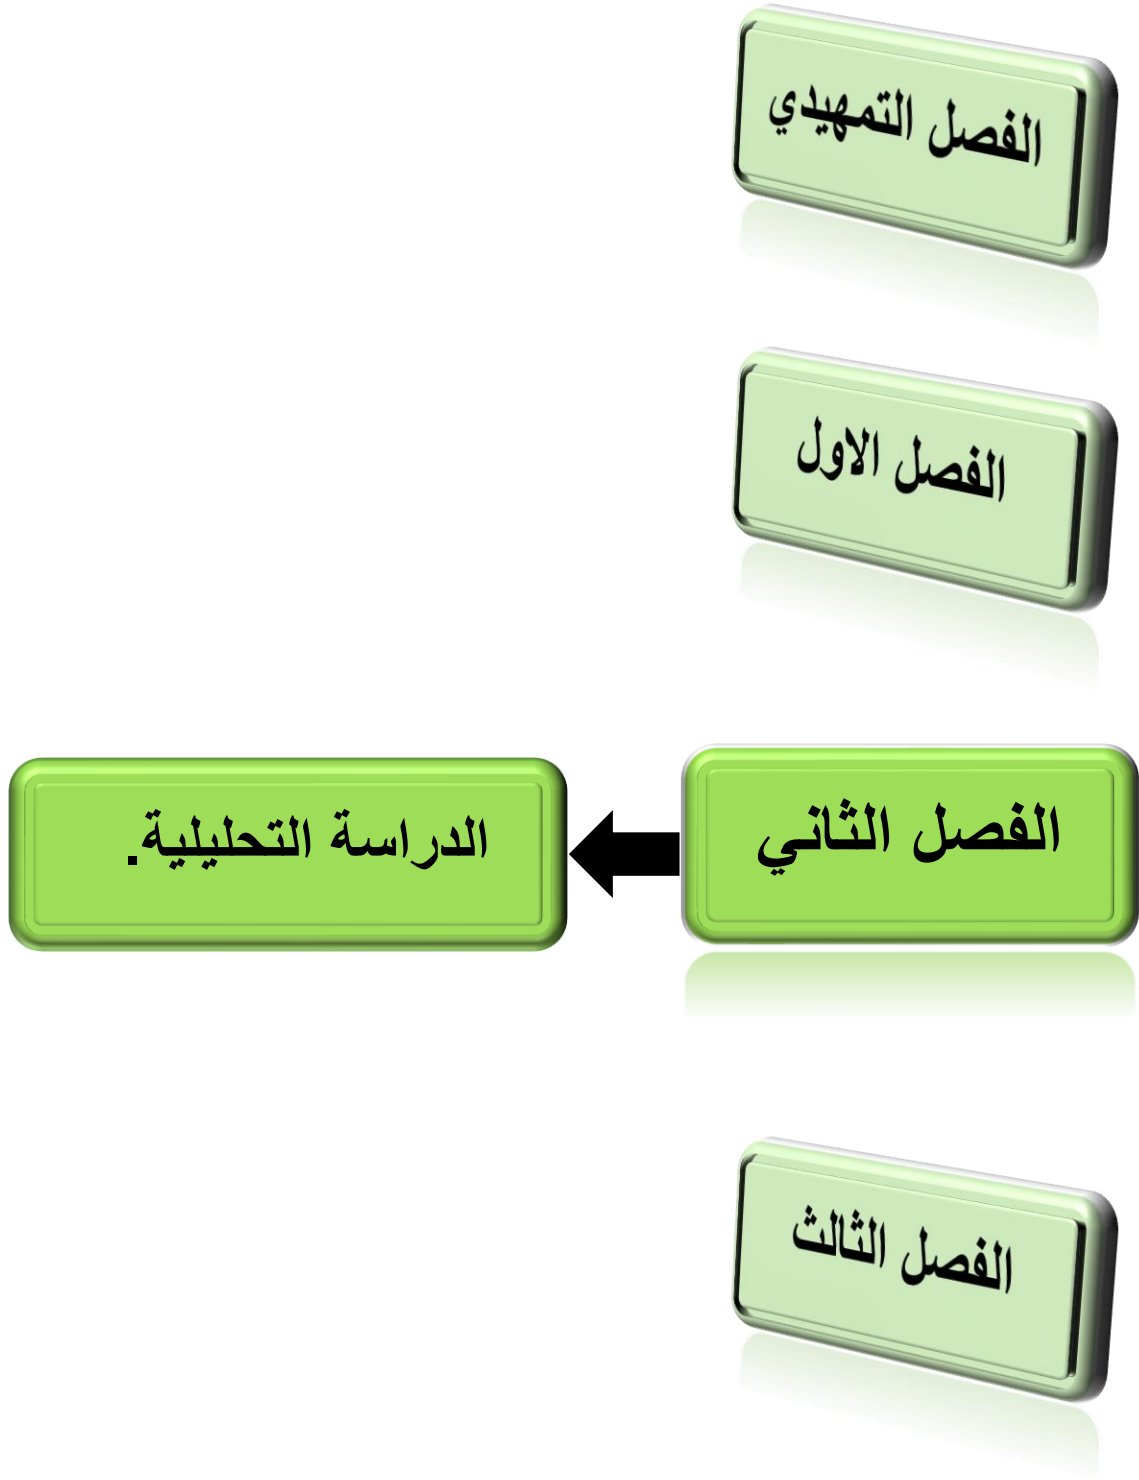 الفصل التمهيدي
الفصل الاول
الفصل الثاني
الدراسة التحليلية.
الفصل الثالث